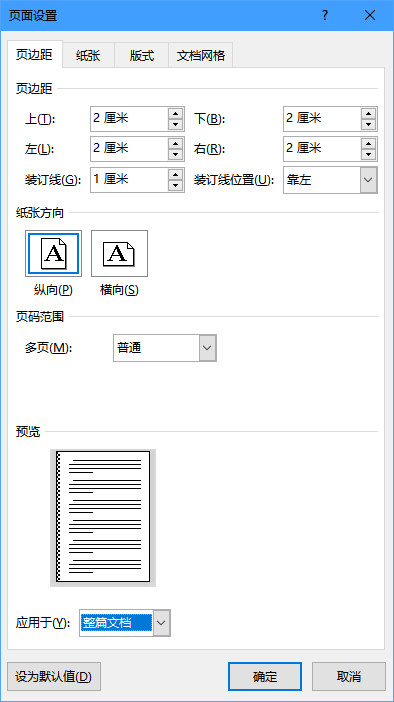 页面设置 ?
页边距 纸张 版式 文档网格
页边距
上(T): 2 厘米 下(B): 2 厘米
左(L): 2 厘米 右(R): 2 厘米
装订线(G): 1 厘米 装订线位置(U): 靠左
纸张方向
A A
纵向(P) 横向(S)
页码范围
多页(M): 普通
预览
应用于(Y): 整篇文档
设为默认值(D) 确定 取消